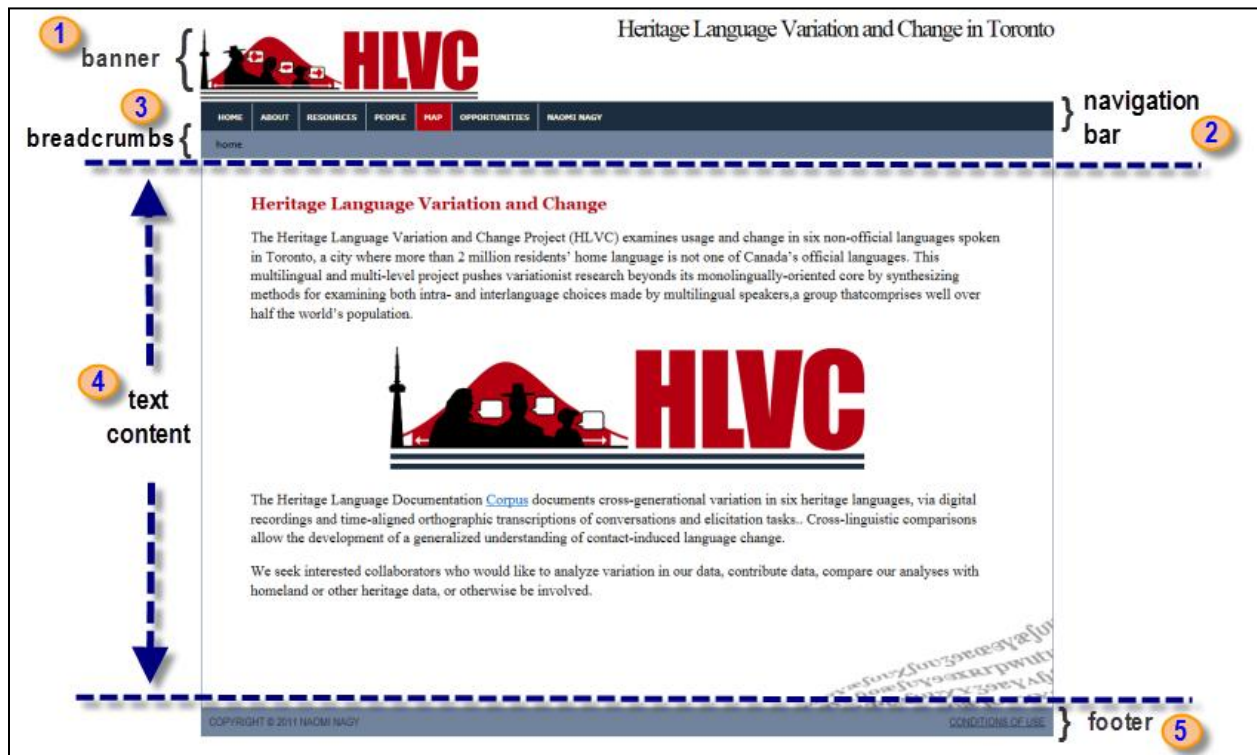 1
banner
HLVC
Heritage Language Variation and Change in Toronto
3
breadcrumbs
HOME ABOUT RESOURCES PEOPLE MAP OPPORTUNITIES NAOMI NAGY
navigation
bar
2
home
Heritage Language Variation and Change
The Heritage Language Variation and Change Project (HLVC) examines usage and change in six non-official languages spoken
in Toronto, a city where more than 2 million residents' home language is not one of Canada's official languages. This
multilingual and multi-level project pushes variationist research beyonds its monolingually-oriented core by synthesizing
methods for examining both intra- and interlanguage choices made by multilingual speakers,a group thatcomprises well over
half the world's population.
4
text
content
HLVC
The Heritage Language Documentation Corpus documents cross-generational variation in six heritage languages, via digital
recordings and time-aligned orthographic transcriptions of conversations and elicitation tasks.. Cross-linguistic comparisons
allow the development of a generalized understanding of contact-induced language change.
We seek interested collaborators who would like to analyze variation in our data, contribute data, compare our analyses with
homeland or other heritage data, or otherwise be involved.
COPYRIGHT © 2011 NAOMI NAGY
CONDITIONS OF USE
footer
5